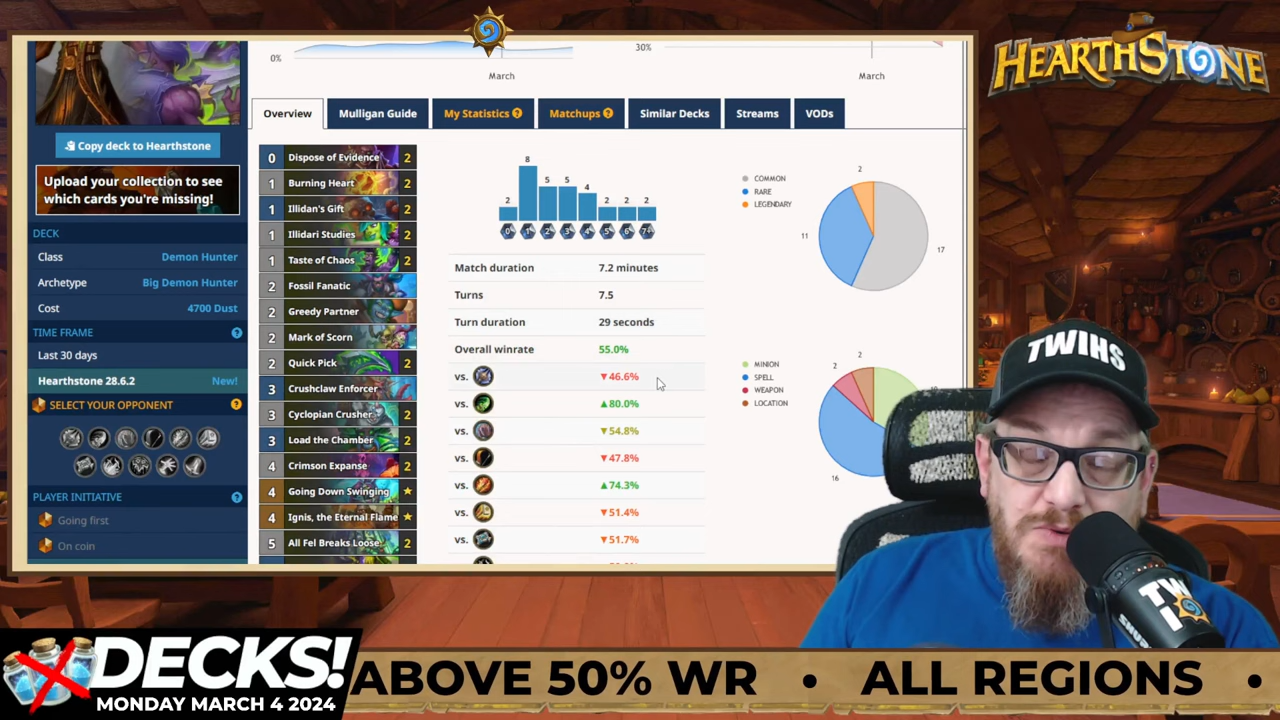 0%
March
30%
March
HEARTHSTONE
Overview
Mulligan Guide
My Statistics
Matchups
Similar Decks
Streams
VODs
Copy deck to Hearthstone
Upload your collection to see
which cards you're missing!
DECK
Class Demon Hunter
Archetype Big Demon Hunter
Cost 4700 Dust
TIME FRAME ?
Last 30 days
Hearthstone 28.6.2 New!
SELECT YOUR OPPONENT ?
PLAYER INITIATIVE ?
Going first
On coin
0 Dispose of Evidence 2
1 Burning Heart 2
1 Illidan's Gift 2
1 Illidari Studies 2
1 Taste of Chaos 2
2 Fossil Fanatic
2 Greedy Partner
2 Mark of Scorn
2 Quick Pick 2
3 Crushclaw Enforcer
3 Cyclopian Crusher 2
3 Load the Chamber 2
4 Crimson Expanse 2
4 Going Down Swinging ★
4 Ignis, the Eternal Flame ★
5 All Fel Breaks Loose 2
2 8 5 5 4 2 2 2
0 1 2 3 4 5 6 7+
Match duration 7.2 minutes
Turns 7.5
Turn duration 29 seconds
Overall winrate 55.0%
vs. ▼46.6%
vs. ▲80.0%
vs. ▼54.8%
vs. ▼47.8%
vs. ▲74.3%
vs. ▼51.4%
vs. ▼51.7%
COMMON
RARE
LEGENDARY
2
11
17
MINION
SPELL
WEAPON
LOCATION
2
2
16
TWIHS
TW
DECKS!
MONDAY MARCH 4 2024
ABOVE 50% WR • ALL REGIONS •